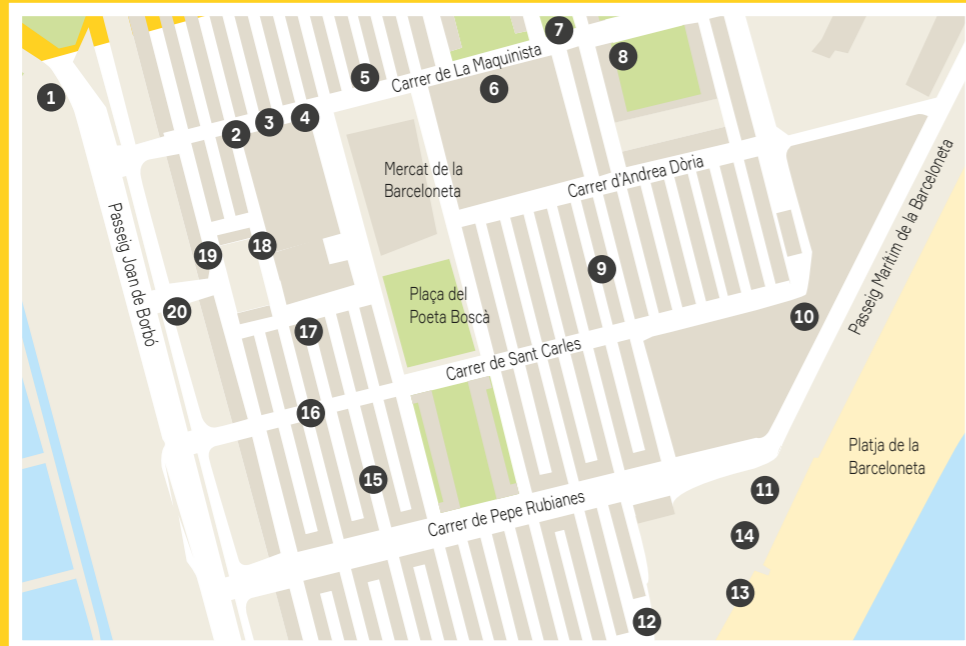 7
8
Carrer de La Maquinista
5
6
1
4
3
2
Mercat de la
Barceloneta
Carrer d'Andrea Dòria
Passeig Marítim de la Barceloneta
Passeig Joan de Borbó
18
19
9
Plaça del
Poeta Boscà
20
10
17
Carrer de Sant Carles
16
Platja de la
Barceloneta
15
11
Carrer de Pepe Rubianes
14
13
12